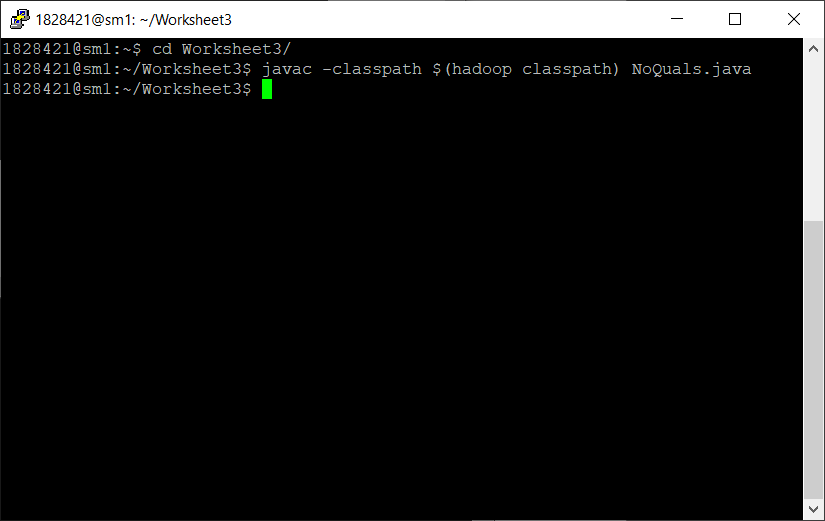 1828421@sm1: ~/Worksheet3
1828421@sm1:~$ cd Worksheet3/
1828421@sm1:~/Worksheet3$ javac -classpath $(hadoop classpath) NoQuals.java
1828421@sm1:~/Worksheet3$